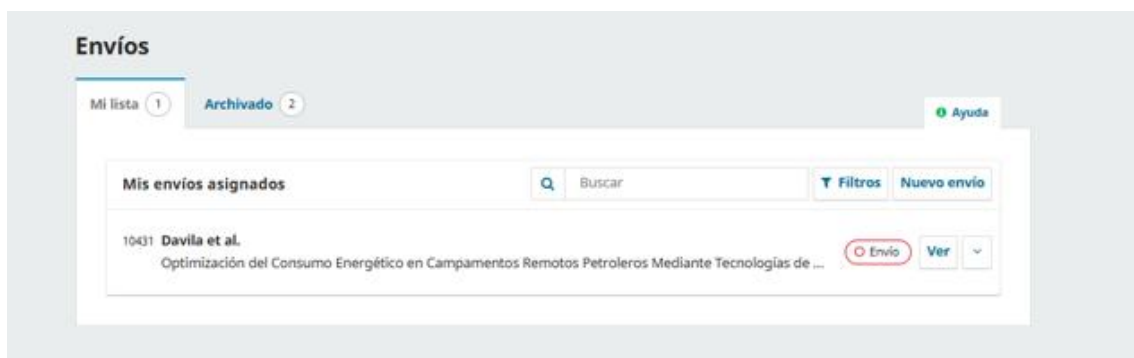 Envíos
Mi lista 1 Archivado 2
Ayuda
Mis envíos asignados Buscar Filtros Nuevo envío
10431 Davila et al.
Optimización del Consumo Energético en Campamentos Remotos Petroleros Mediante Tecnologías de ... Envío Ver